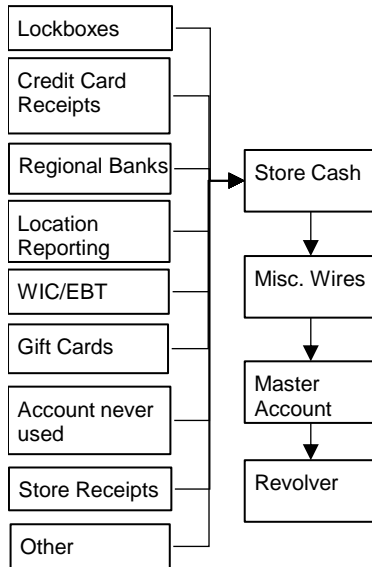 Lockboxes
Credit Card
Receipts
Regional Banks
Location
Reporting
WIC/EBT
Gift Cards
Account never
used
Store Receipts
Other
Store Cash
Misc. Wires
Master
Account
Revolver